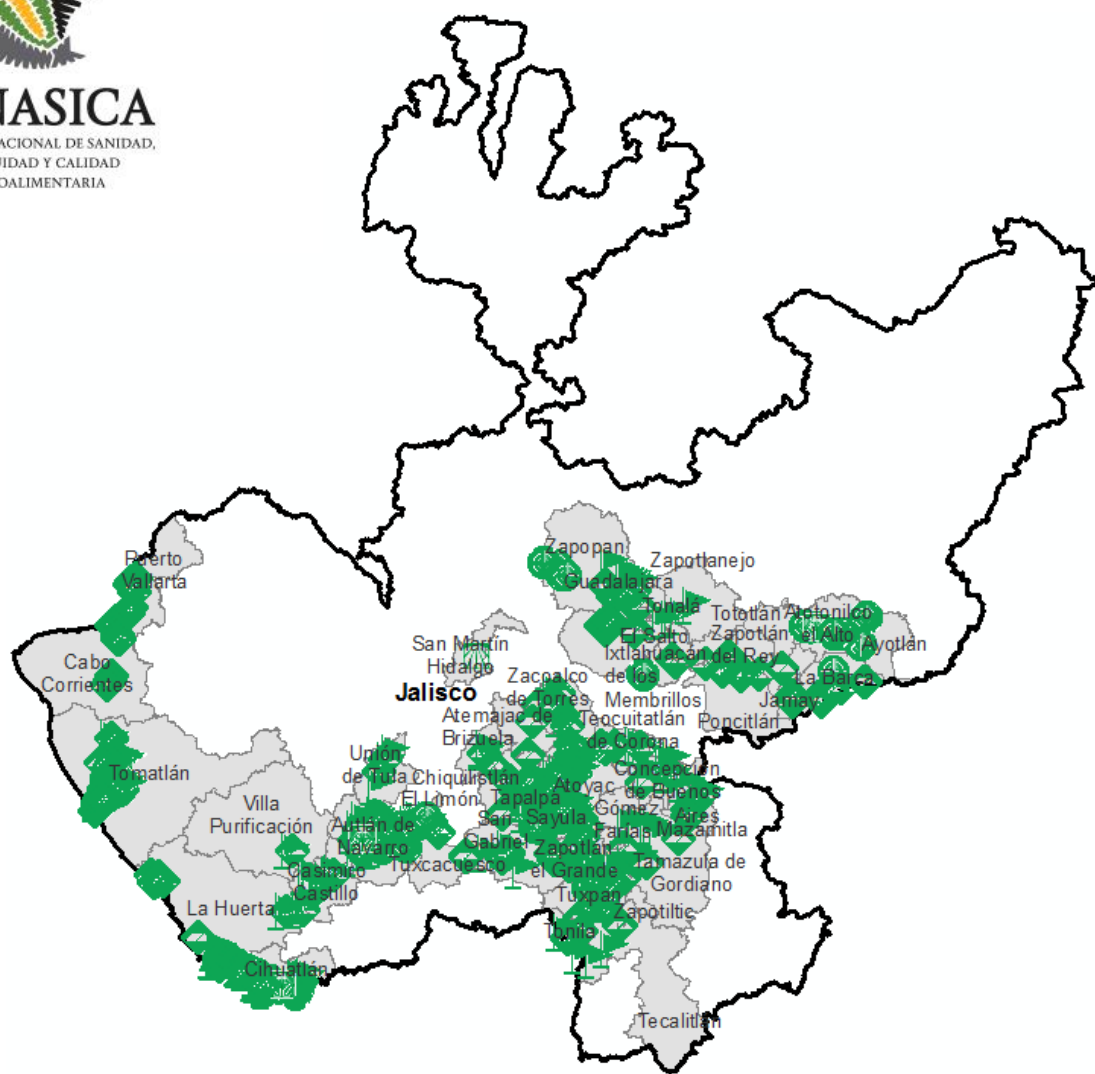 NASICA
ACIONAL DE SANIDAD,
UIDAD Y CALIDAD
OALIMENTARIA
Puerto
Vallarta
Cabo
Corrientes
Tomatlán
Villa
Purificación
La Huerta
Casimiro
Castillo
Cihuatlán
Unión
de Tula
Autlán de
Navarro
El Limón
Chiquilistlán
Tuxcacuesco
San Martín
Hidalgo
Jalisco
Zacoalco
de Torres
Atemajac de
Brizuela
Tapalpa
San
Gabriel
Sayula
Atoyac
Teocuitatlán
de Corona
Concepción
de Buenos
Aires
Gómez
Farías
Mazamitla
Zapotlán
el Grande
Tamazula de
Gordiano
Tuxpan
Zapotiltic
Tonila
Tecalitlán
Zapopan
Guadalajara
Zapotlanejo
Tonalá
El Salto
Ixtlahuacán
de los
Membrillos
Tototlán
Zapotlán
del Rey
Poncitlán
Atotonilco
el Alto
Ayotlán
La Barca
Jamay